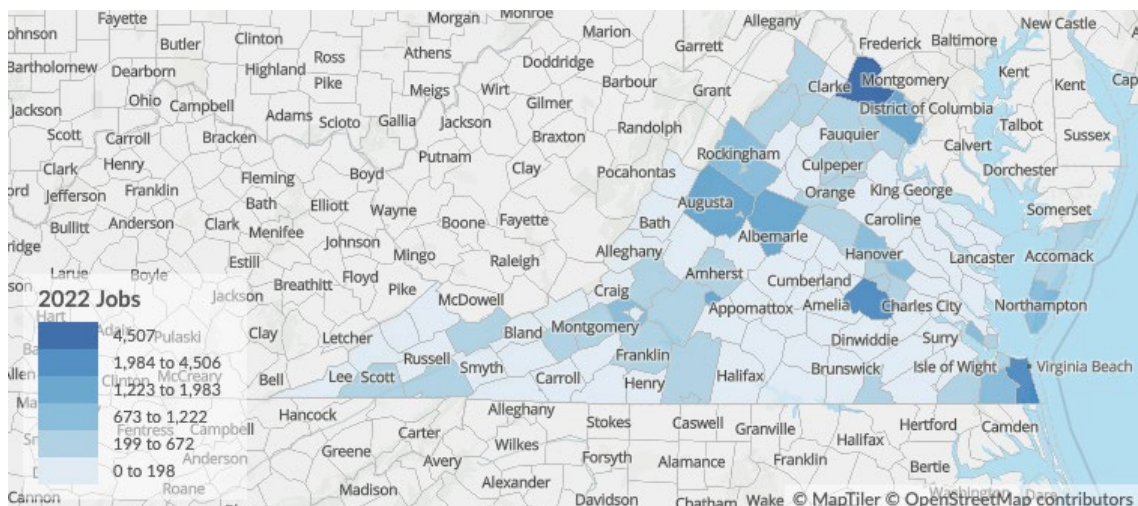 Fayette
Morgan
Monroe
Allegany
New Castle
Johnson
Butler
Clinton
Ross
Athens
Marion
Garrett
Frederick
Baltimore
Bartholomew
Dearborn
Highland
Pike
Doddridge
Barbour
Grant
Clarke
Montgomery
Kent
Kent
Jackson
Ohio
Campbell
Adams
Scioto
Gallia
Meigs
Wirt
Gilmer
District of Columbia
Talbot
Scott
Carroll
Bracken
Jackson
Braxton
Randolph
Fauquier
Calvert
Sussex
Clark
Henry
Putnam
Clay
Pocahontas
Rockingham
Culpeper
Dorchester
Jefferson
Franklin
Fleming
Boyd
Orange
King George
Bath
Elliott
Wayne
Boone
Fayette
Bath
Augusta
Caroline
Somerset
Bullitt
Anderson
Clark
Menifee
Johnson
Mingo
Raleigh
Alleghany
Albemarle
Hanover
Lancaster
Accomack
Larue
Boyle
Estill
Breathitt
Floyd
Pike
McDowell
Craig
Amherst
Cumberland
Amelia
Charles City
Northampton
Jackson
Appomattox
2022 Jobs
Hart
Adair
Pulaski
Clay
Letcher
Bland
Montgomery
Dinwiddie
Surry
4,507
1,984 to 4,506
Allen
Clinton
McCreary
Bell
Lee
Scott
Russell
Smyth
Carroll
Franklin
Henry
Halifax
Brunswick
Isle of Wight
Virginia Beach
1,223 to 1,983
673 to 1,222
Fentress
Campbell
Hancock
Alleghany
Stokes
Caswell
Granville
Halifax
Hertford
Camden
199 to 672
Anderson
Greene
Carter
Wilkes
Forsyth
Alamance
Franklin
Bertie
0 to 198
Roane
Avery
Cannon
Madison
Alexander
Davidson
Chatham
Wake
Washington
Dare
© MapTiler © OpenStreetMap contributors